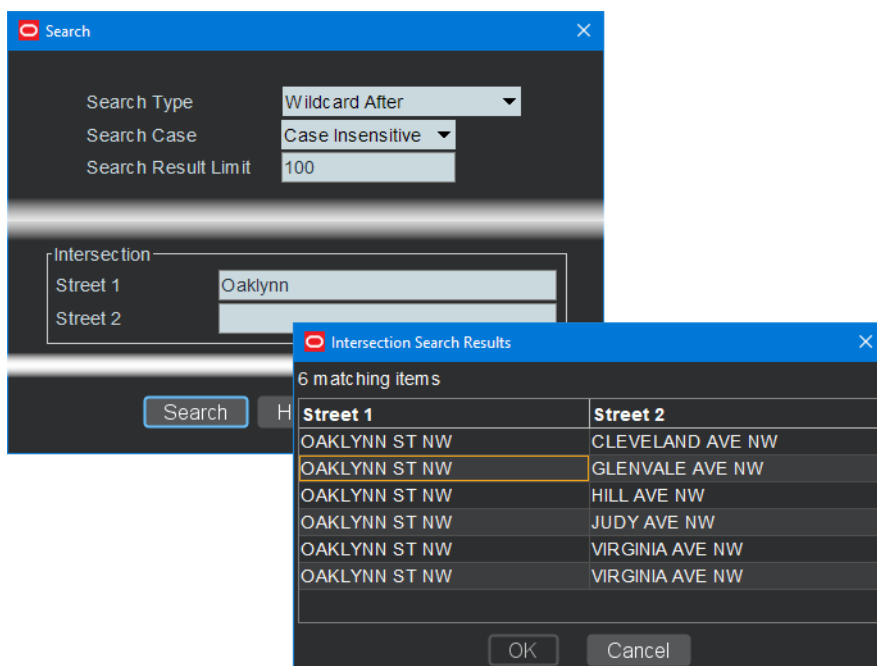 Search
Search Type Wildcard After
Search Case Case Insensitive
Search Result Limit 100
Intersection
Street 1 Oaklynn
Street 2
Search H
Intersection Search Results
6 matching items
Street 1 Street 2
OAKLYNN ST NW CLEVELAND AVE NW
OAKLYNN ST NW GLENVALE AVE NW
OAKLYNN ST NW HILL AVE NW
OAKLYNN ST NW JUDY AVE NW
OAKLYNN ST NW VIRGINIA AVE NW
OAKLYNN ST NW VIRGINIA AVE NW
OK Cancel